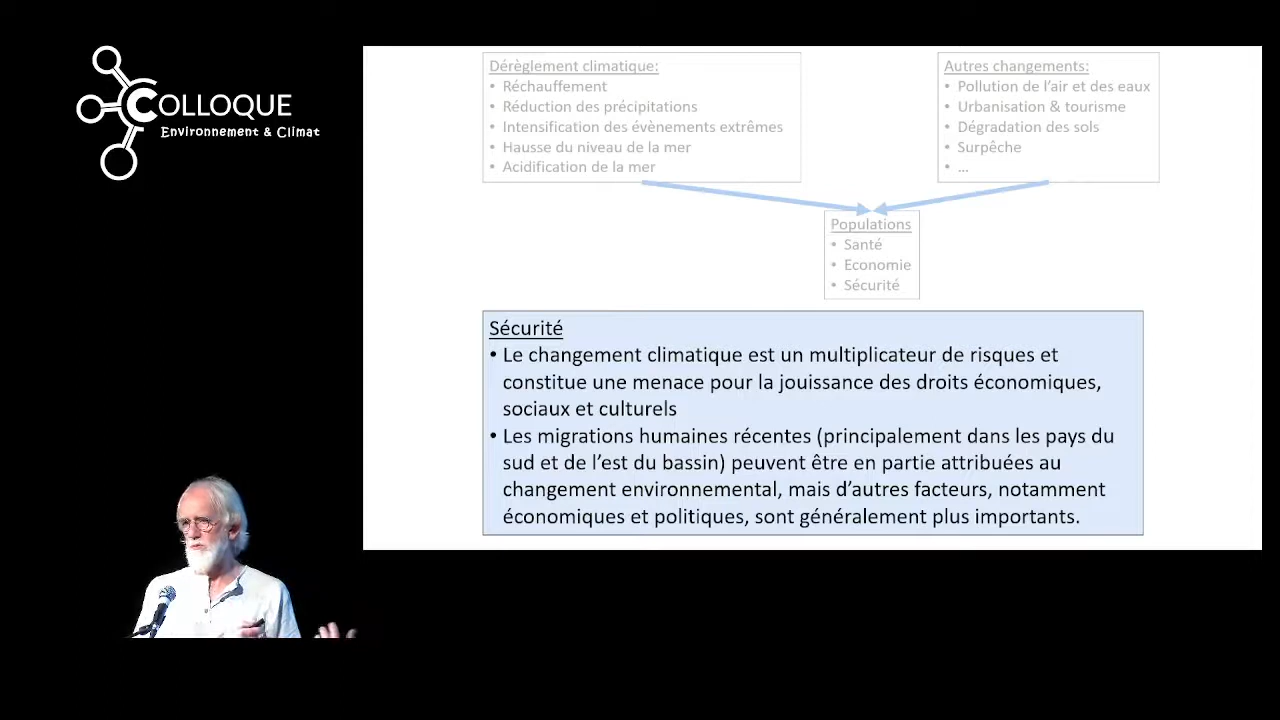 COLLOQUE
Environnement & Climat
Dérèglement climatique:
• Réchauffement
• Réduction des précipitations
• Intensification des évènements extrêmes
• Hausse du niveau de la mer
• Acidification de la mer
Autres changements:
• Pollution de l’air et des eaux
• Urbanisation & tourisme
• Dégradation des sols
• Surpêche
• ...
Populations
• Santé
• Economie
• Sécurité
Sécurité
• Le changement climatique est un multiplicateur de risques et
constitue une menace pour la jouissance des droits économiques,
sociaux et culturels
• Les migrations humaines récentes (principalement dans les pays du
sud et de l’est du bassin) peuvent être en partie attribuées au
changement environnemental, mais d’autres facteurs, notamment
économiques et politiques, sont généralement plus importants.